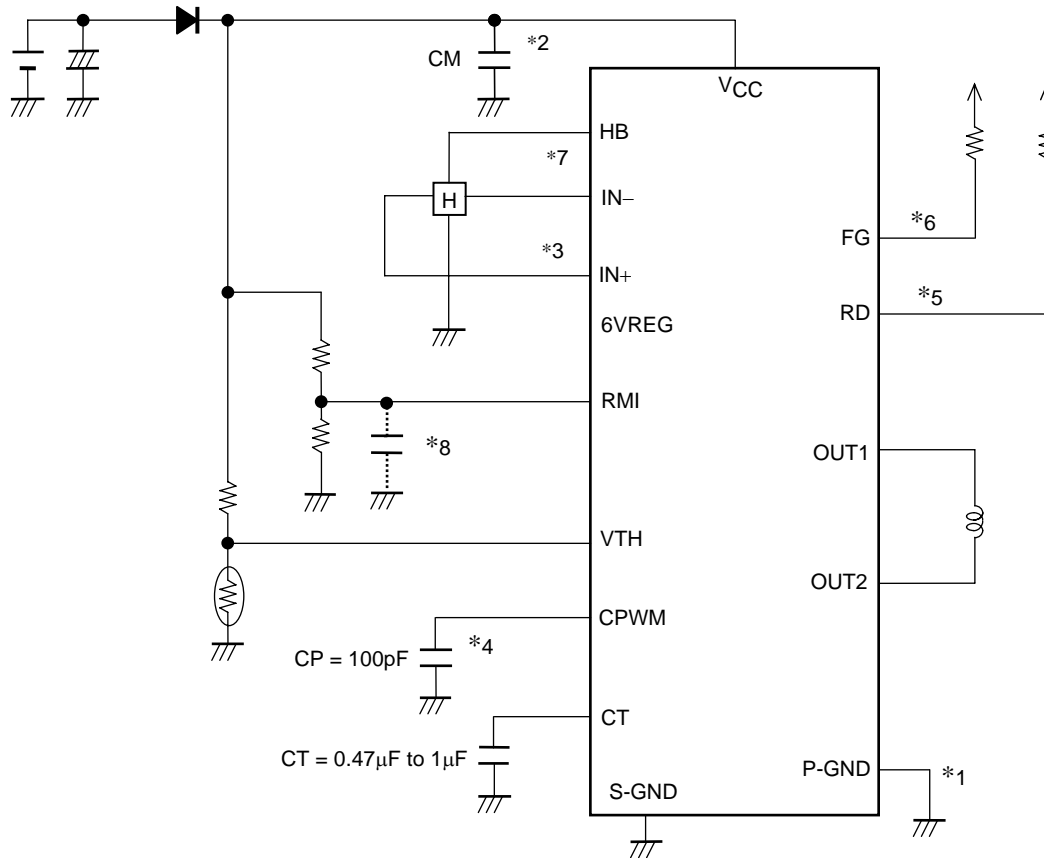 *2
CM
VCC
HB
*7
H
IN−
*6
FG
*3
IN+
*5
RD
6VREG
RMI
*8
OUT1
VTH
OUT2
CPWM
*4
CP = 100pF
CT
CT = 0.47μF to 1μF
P-GND
*1
S-GND